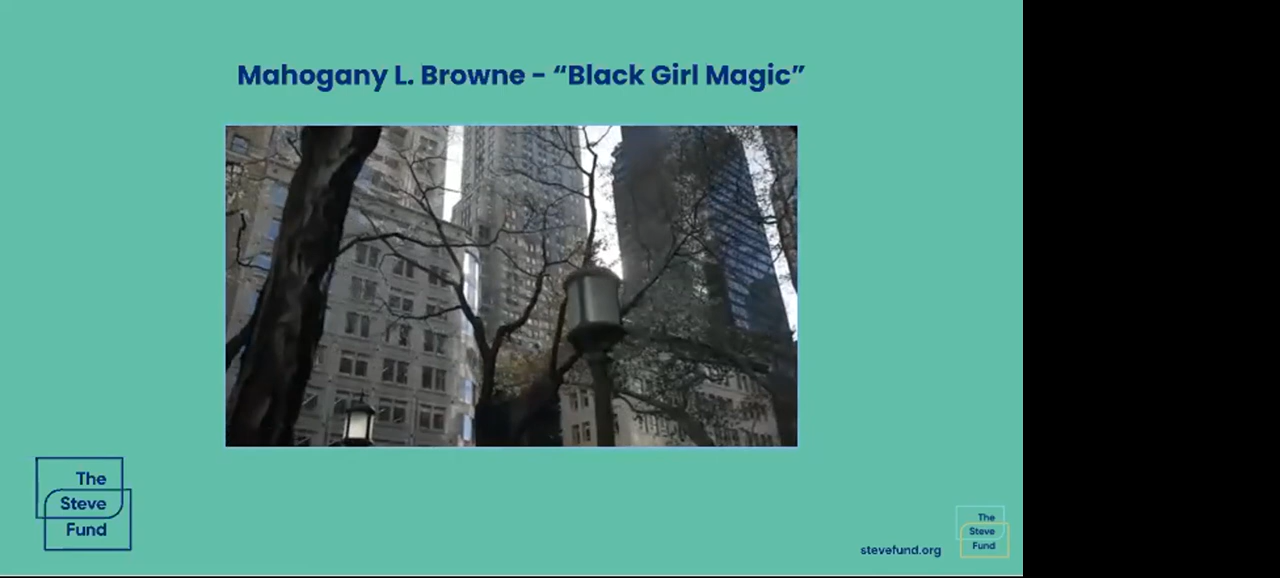 Mahogany L. Browne - “Black Girl Magic”
The
Steve
Fund
stevefund.org
The
Steve
Fund